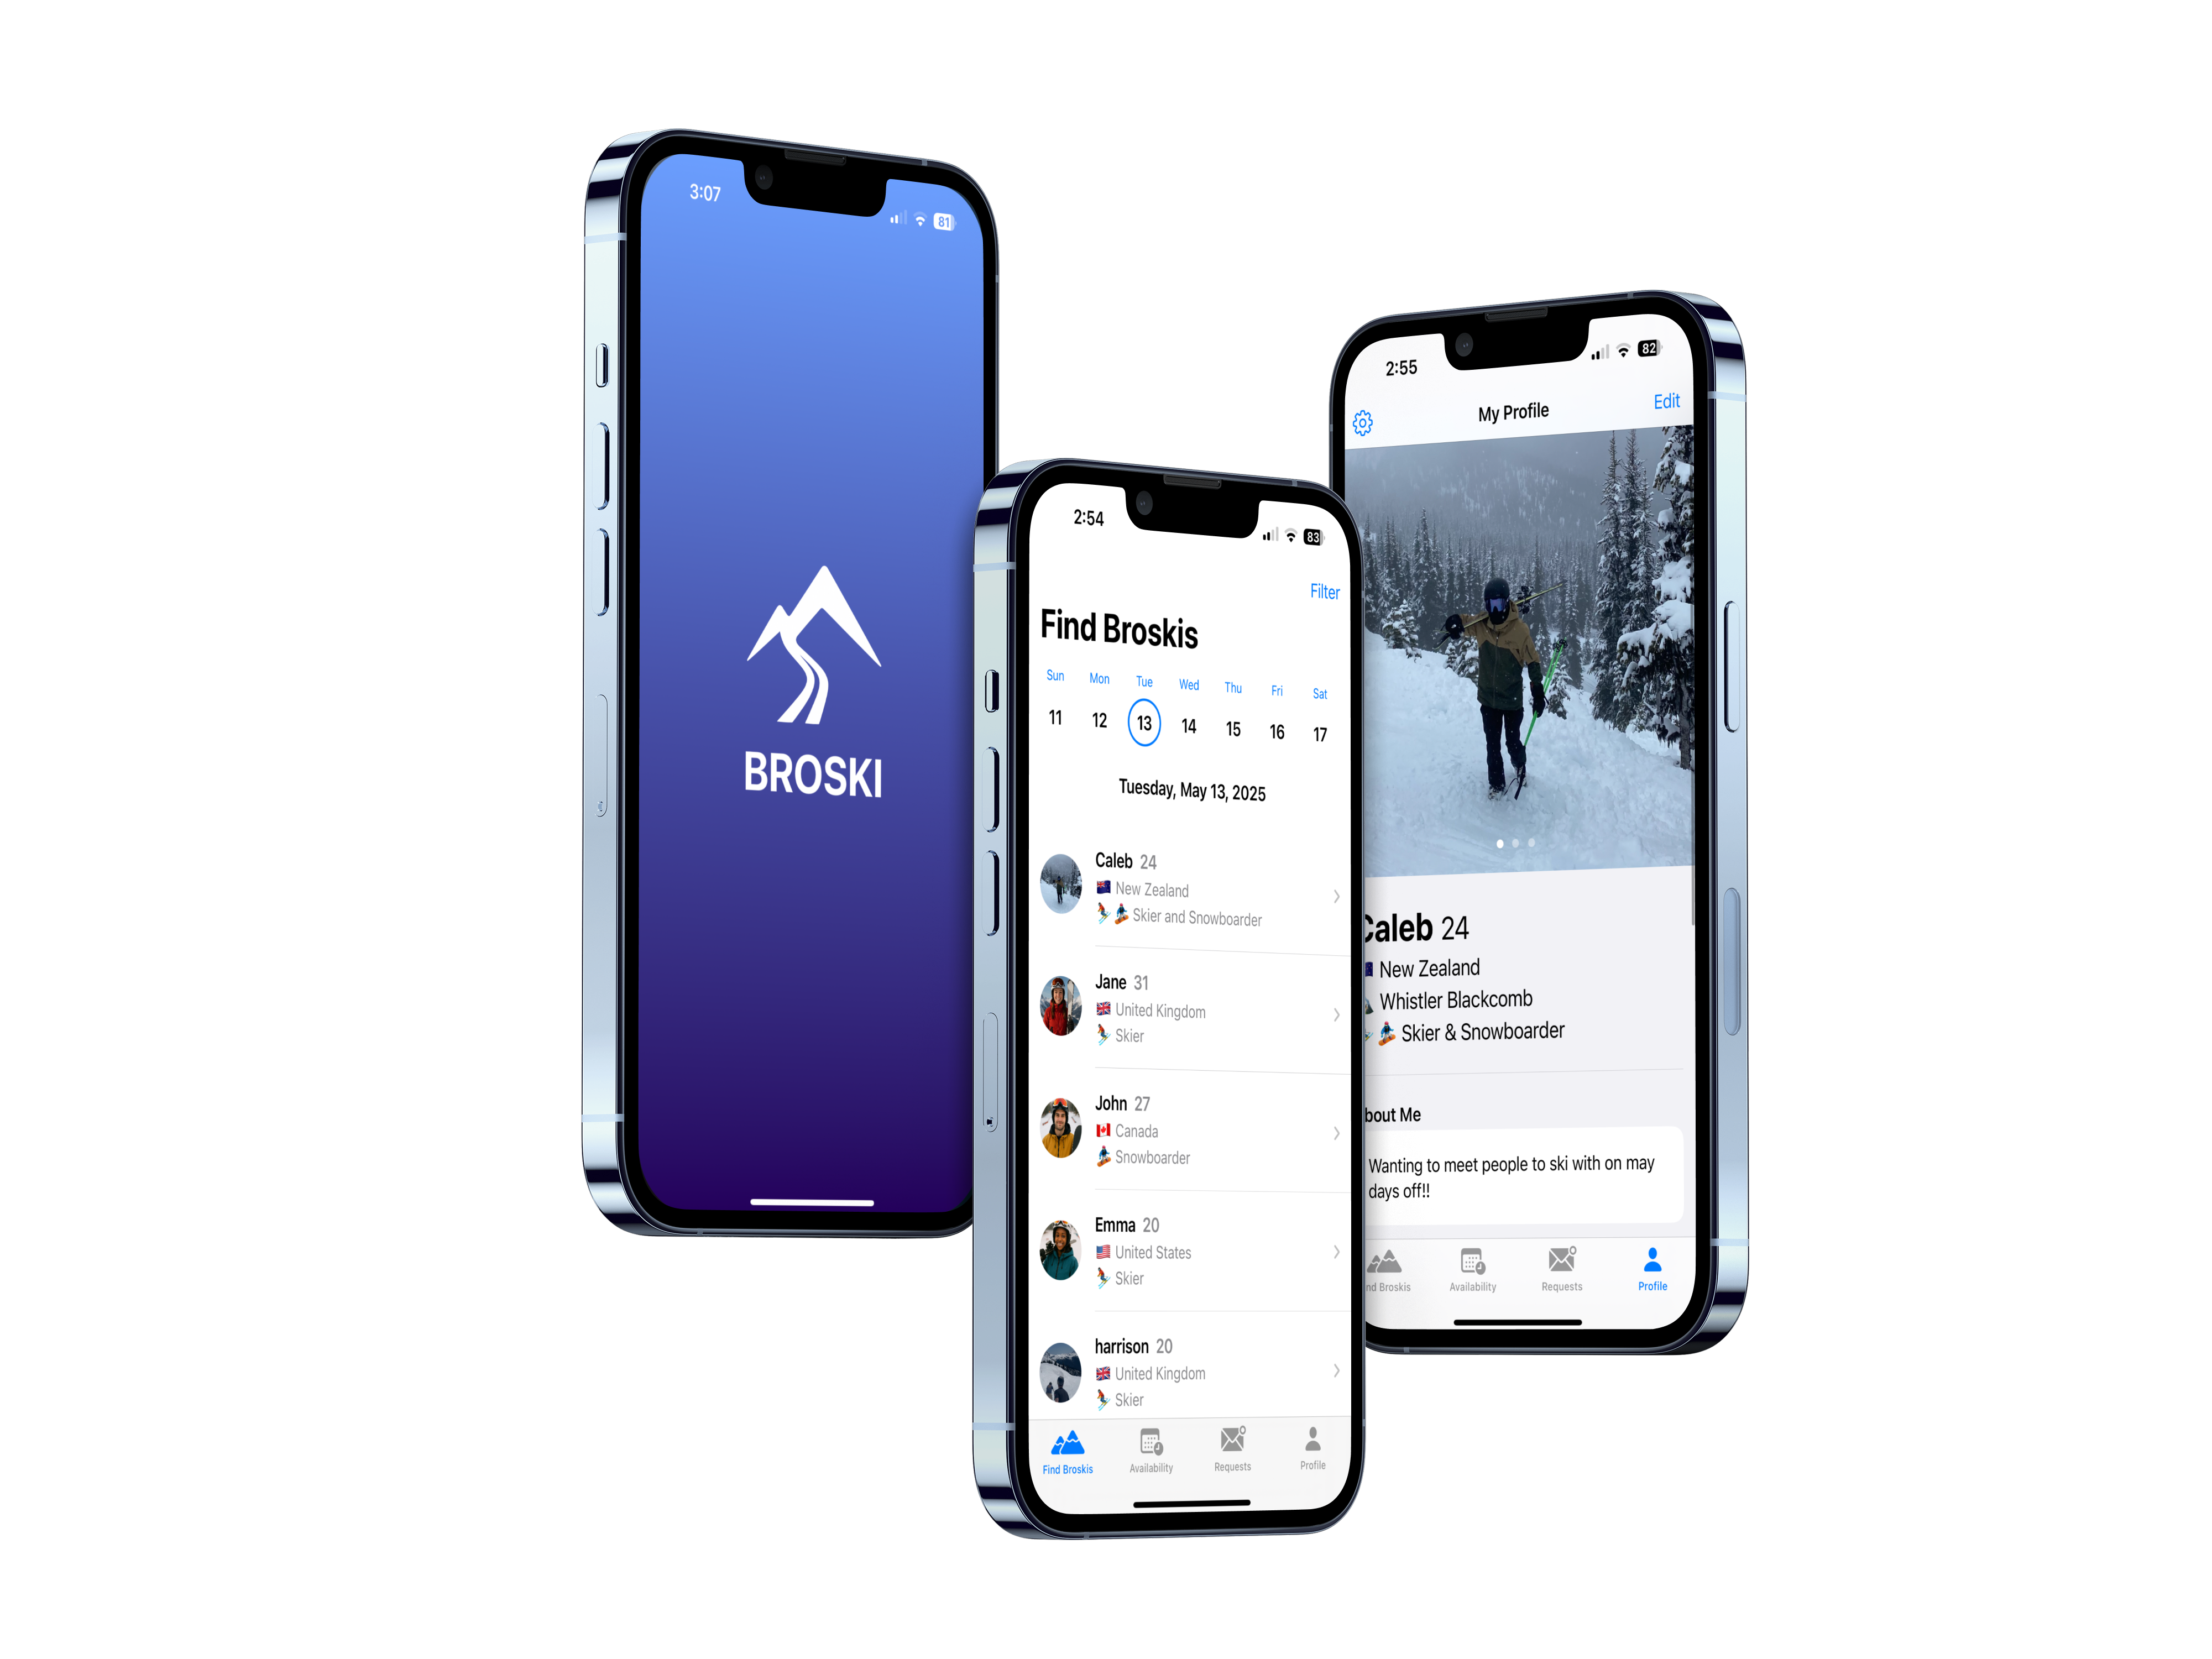 3:07
81
BROSKI
2:54
83
Filter
Find Broskis
Sun Mon Tue Wed Thu Fri Sat
11 12 13 14 15 16 17
Tuesday, May 13, 2025
Caleb 24
New Zealand
Skier and Snowboarder
Jane 31
United Kingdom
Skier
John 27
Canada
Snowboarder
Emma 20
United States
Skier
harrison 20
United Kingdom
Skier
Find Broskis Availability Requests Profile
2:55
82
My Profile Edit
Caleb 24
New Zealand
Whistler Blackcomb
Skier & Snowboarder
bout Me
Wanting to meet people to ski with on may
days off!!
nd Broskis Availability Requests Profile